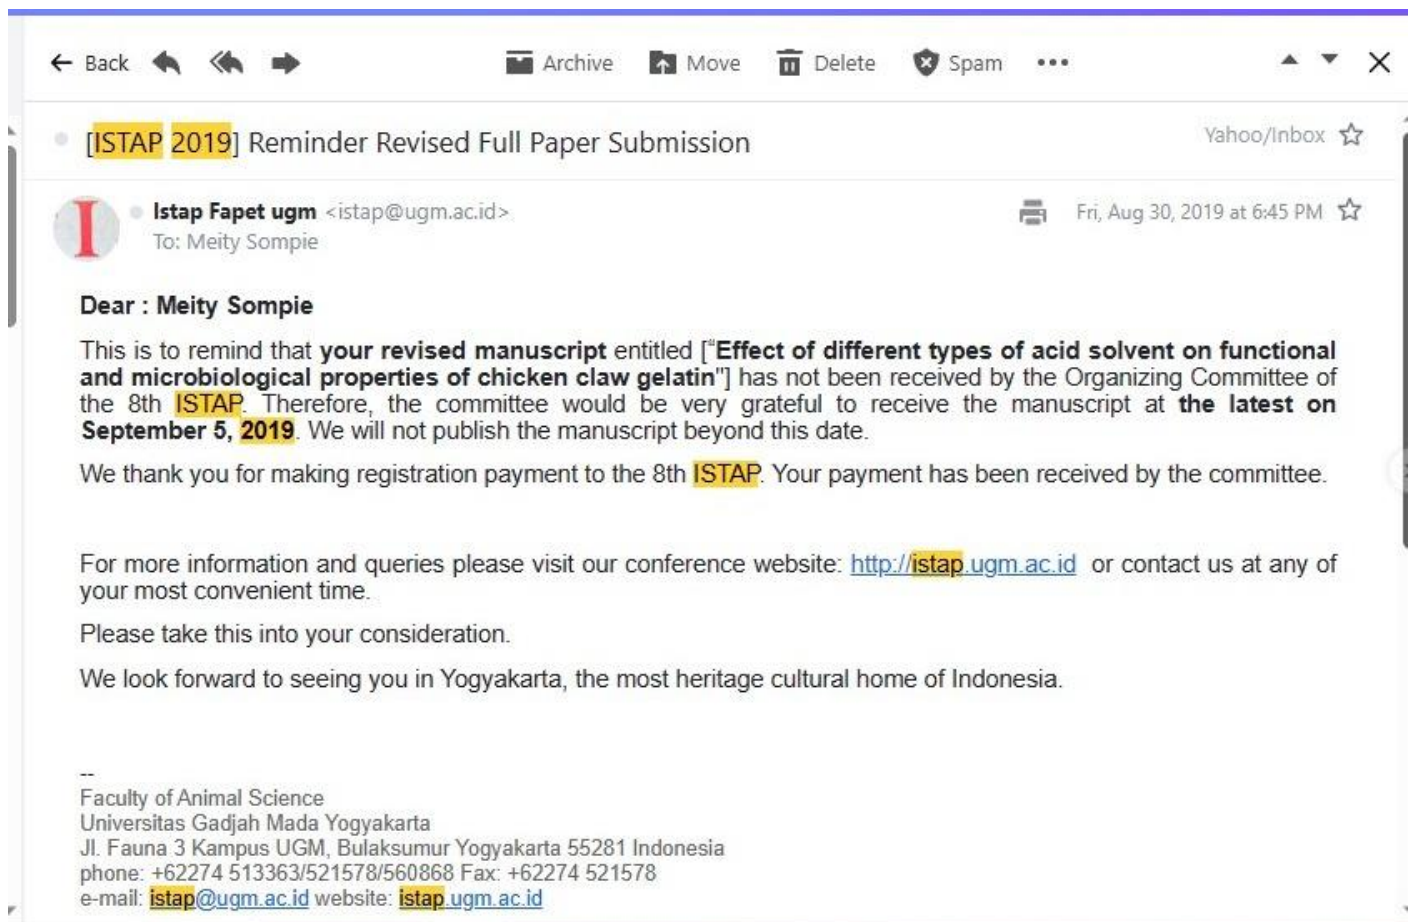 Back Archive Move Delete Spam
[ISTAP 2019] Reminder Revised Full Paper Submission Yahoo/Inbox
I
Istap Fapet ugm <istap@ugm.ac.id> Fri, Aug 30, 2019 at 6:45 PM
To: Meity Sompie
Dear : Meity Sompie
This is to remind that your revised manuscript entitled ["Effect of different types of acid solvent on functional
and microbiological properties of chicken claw gelatin"] has not been received by the Organizing Committee of
the 8th ISTAP. Therefore, the committee would be very grateful to receive the manuscript at the latest on
September 5, 2019. We will not publish the manuscript beyond this date.
We thank you for making registration payment to the 8th ISTAP. Your payment has been received by the committee.
For more information and queries please visit our conference website: http://istap.ugm.ac.id or contact us at any of
your most convenient time.
Please take this into your consideration.
We look forward to seeing you in Yogyakarta, the most heritage cultural home of Indonesia.
--
Faculty of Animal Science
Universitas Gadjah Mada Yogyakarta
Jl. Fauna 3 Kampus UGM, Bulaksumur Yogyakarta 55281 Indonesia
phone: +62274 513363/521578/560868 Fax: +62274 521578
e-mail: istap@ugm.ac.id website: istap.ugm.ac.id